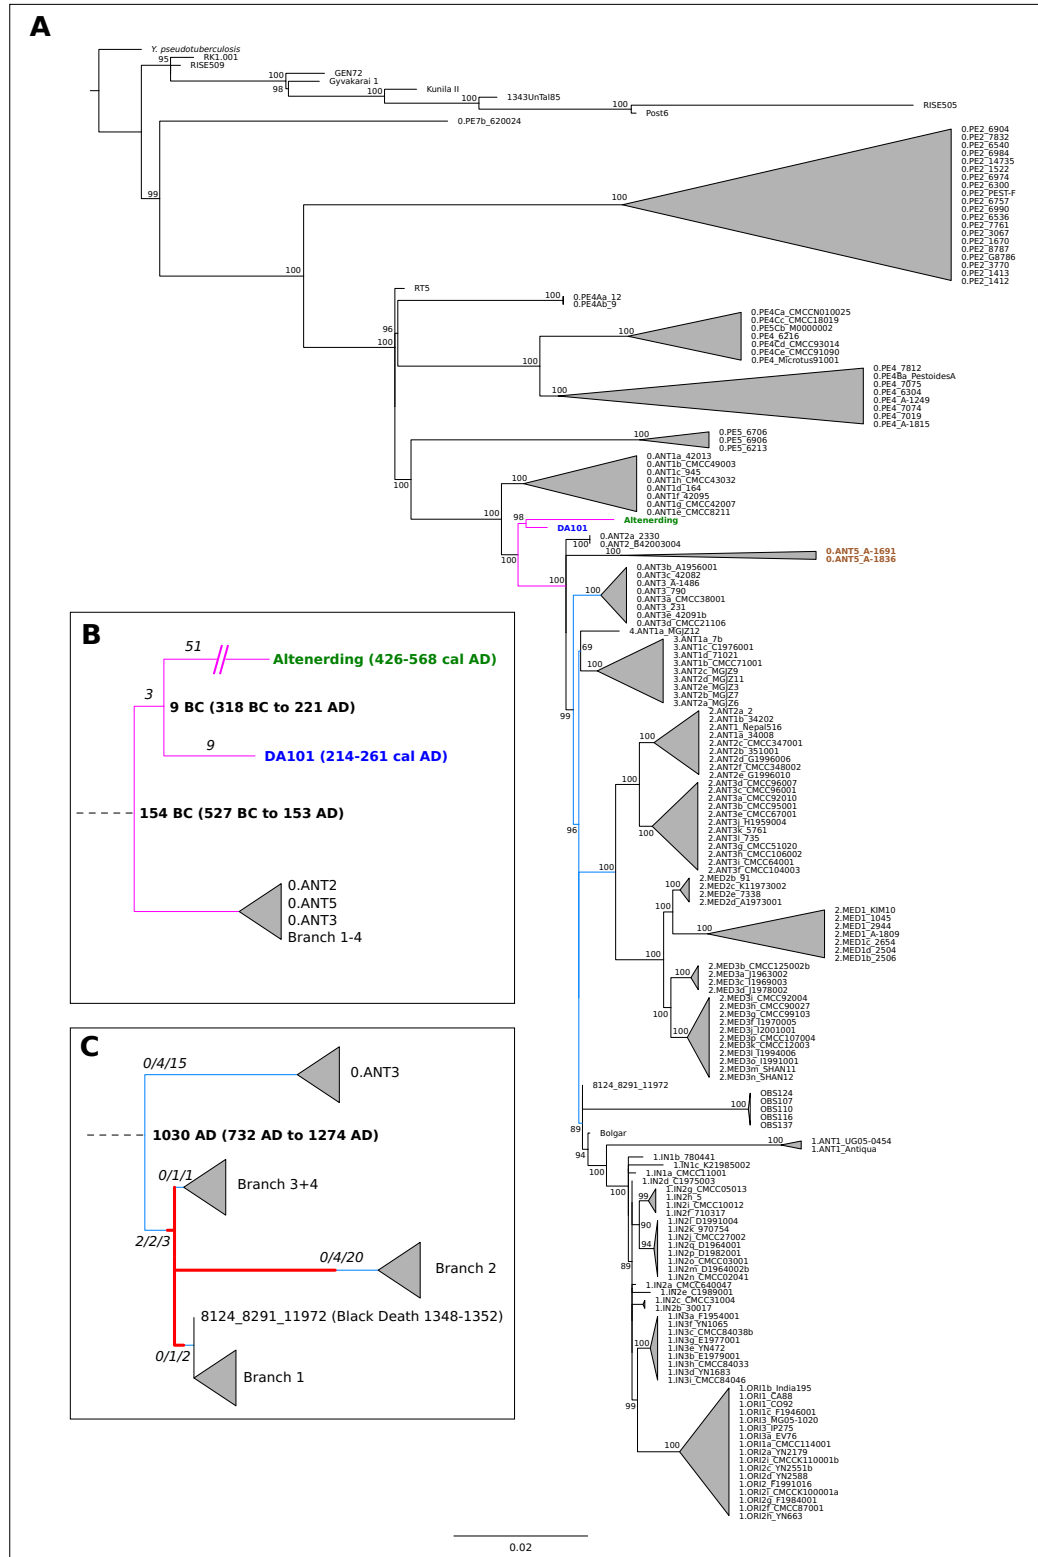 A
Y. pseudotuberculosis
95
RK1.001
RISE509
GEN72
100
Gyvakarai 1
98
Kunila II
100
1343UnTal85
100
100
RISE505
Post6
0.PE7b_620024
0.PE2_6904
0.PE2_7832
0.PE2_6540
0.PE2_6984
0.PE2_14735
0.PE2_1522
0.PE2_6974
0.PE2_6300
0.PE2_PEST-F
0.PE2_6757
0.PE2_6990
0.PE2_6536
0.PE2_7761
0.PE2_3067
0.PE2_1670
0.PE2_8787
0.PE2_G8786
0.PE2_3770
0.PE2_1413
0.PE2_1412
99
100
100
RT5
100
0.PE4Aa_12
0.PE4Ab_9
96
100
0.PE4Ca_CMCCN010025
0.PE4Cc_CMCC18019
0.PE5Cb_M0000002
0.PE4_6216
0.PE4Cd_CMCC93014
0.PE4Ce_CMCC91090
0.PE4_Microtus91001
100
100
0.PE4_7812
0.PE4Ba_PestoidesA
0.PE4_7075
0.PE4_6304
0.PE4_A-1249
0.PE4_7074
0.PE4_7019
0.PE4_A-1815
100
100
0.PE5_6706
0.PE5_6906
0.PE5_6213
100
0.ANT1a_42013
0.ANT1b_CMCC49003
0.ANT1c_945
0.ANT1h_CMCC43032
0.ANT1d_164
0.ANT1f_42095
0.ANT1g_CMCC42007
0.ANT1e_CMCC8211
100
100
98
Altenerding
DA101
100
100
0.ANT2a_2330
0.ANT2_B42003004
100
0.ANT5_A-1691
0.ANT5_A-1836
100
0.ANT3b_A1956001
0.ANT3c_42082
0.ANT3_A-1486
0.ANT3_790
0.ANT3a_CMCC38001
0.ANT3_231
0.ANT3e_42091b
0.ANT3d_CMCC21106
100
4.ANT1a_MGJZ12
69
3.ANT1a_7b
3.ANT1c_C1976001
3.ANT1d_71021
3.ANT1b_CMCC71001
3.ANT2c_MGJZ9
3.ANT2d_MGJZ11
3.ANT2e_MGJZ3
3.ANT2b_MGJZ7
3.ANT2a_MGJZ6
100
99
2.ANT2a_2
2.ANT1b_34202
2.ANT1_Nepal516
2.ANT1a_34008
2.ANT2c_CMCC347001
2.ANT2b_351001
2.ANT2d_G1996006
2.ANT2f_CMCC348002
2.ANT2e_G1996010
100
100
2.ANT3d_CMCC96007
2.ANT3c_CMCC96001
2.ANT3a_CMCC92010
2.ANT3b_CMCC95001
2.ANT3e_CMCC67001
2.ANT3j_H1959004
2.ANT3k_5761
2.ANT3l_735
2.ANT3g_CMCC51020
2.ANT3h_CMCC106002
2.ANT3i_CMCC64001
2.ANT3f_CMCC104003
100
96
100
2.MED2b_91
2.MED2c_K11973002
2.MED2e_7338
2.MED2d_A1973001
100
100
2.MED1_KIM10
2.MED1_1045
2.MED1_2944
2.MED1_A-1809
2.MED1c_2654
2.MED1d_2504
2.MED1b_2506
100
100
2.MED3b_CMCC125002b
2.MED3a_J1963002
2.MED3c_I1969003
2.MED3d_J1978002
100
100
2.MED3i_CMCC92004
2.MED3h_CMCC90027
2.MED3g_CMCC99103
2.MED3f_I1970005
2.MED3j_I2001001
2.MED3p_CMCC107004
2.MED3k_CMCC12003
2.MED3l_I1994006
2.MED3o_I1991001
2.MED3m_SHAN11
2.MED3n_SHAN12
100
8124_8291_11972
100
OBS124
OBS107
OBS110
OBS116
OBS137
89
Bolgar
94
100
1.ANT1_UG05-0454
1.ANT1_Antiqua
100
1.IN1b_780441
1.IN1c_K21985002
1.IN1a_CMCC11001
1.IN2d_C1975003
100
99
1.IN2g_CMCC05013
1.IN2h_5
1.IN2i_CMCC10012
1.IN2f_710317
90
94
1.IN2l_D1991004
1.IN2k_970754
1.IN2j_CMCC27002
1.IN2q_D1964001
1.IN2p_D1982001
1.IN2o_CMCC03001
1.IN2m_D1964002b
1.IN2n_CMCC02041
89
1.IN2a_CMCC640047
1.IN2e_C1989001
1.IN2c_CMCC31004
1.IN2b_30017
100
1.IN3a_F1954001
1.IN3f_YN1065
1.IN3c_CMCC84038b
1.IN3g_E1977001
1.IN3e_YN472
1.IN3b_E1979001
1.IN3h_CMCC84033
1.IN3d_YN1683
1.IN3i_CMCC84046
99
100
1.ORI1b_India195
1.ORI1_CA88
1.ORI1_CO92
1.ORI1c_F1946001
1.ORI3_MG05-1020
1.ORI3_IP275
1.ORI3a_EV76
1.ORI1a_CMCC114001
1.ORI2a_YN2179
1.ORI2i_CMCCK110001b
1.ORI2c_YN2551b
1.ORI2d_YN2588
1.ORI2_F1991016
1.ORI2i_CMCCK100001a
1.ORI2g_F1984001
1.ORI2f_CMCC87001
1.ORI2h_YN663
0.02
B
51
Altenerding (426-568 cal AD)
3
9 BC (318 BC to 221 AD)
9
DA101 (214-261 cal AD)
154 BC (527 BC to 153 AD)
0.ANT2
0.ANT5
0.ANT3
Branch 1-4
C
0/4/15
0.ANT3
1030 AD (732 AD to 1274 AD)
0/1/1
Branch 3+4
2/2/3
0/4/20
Branch 2
8124_8291_11972 (Black Death 1348-1352)
0/1/2
Branch 1